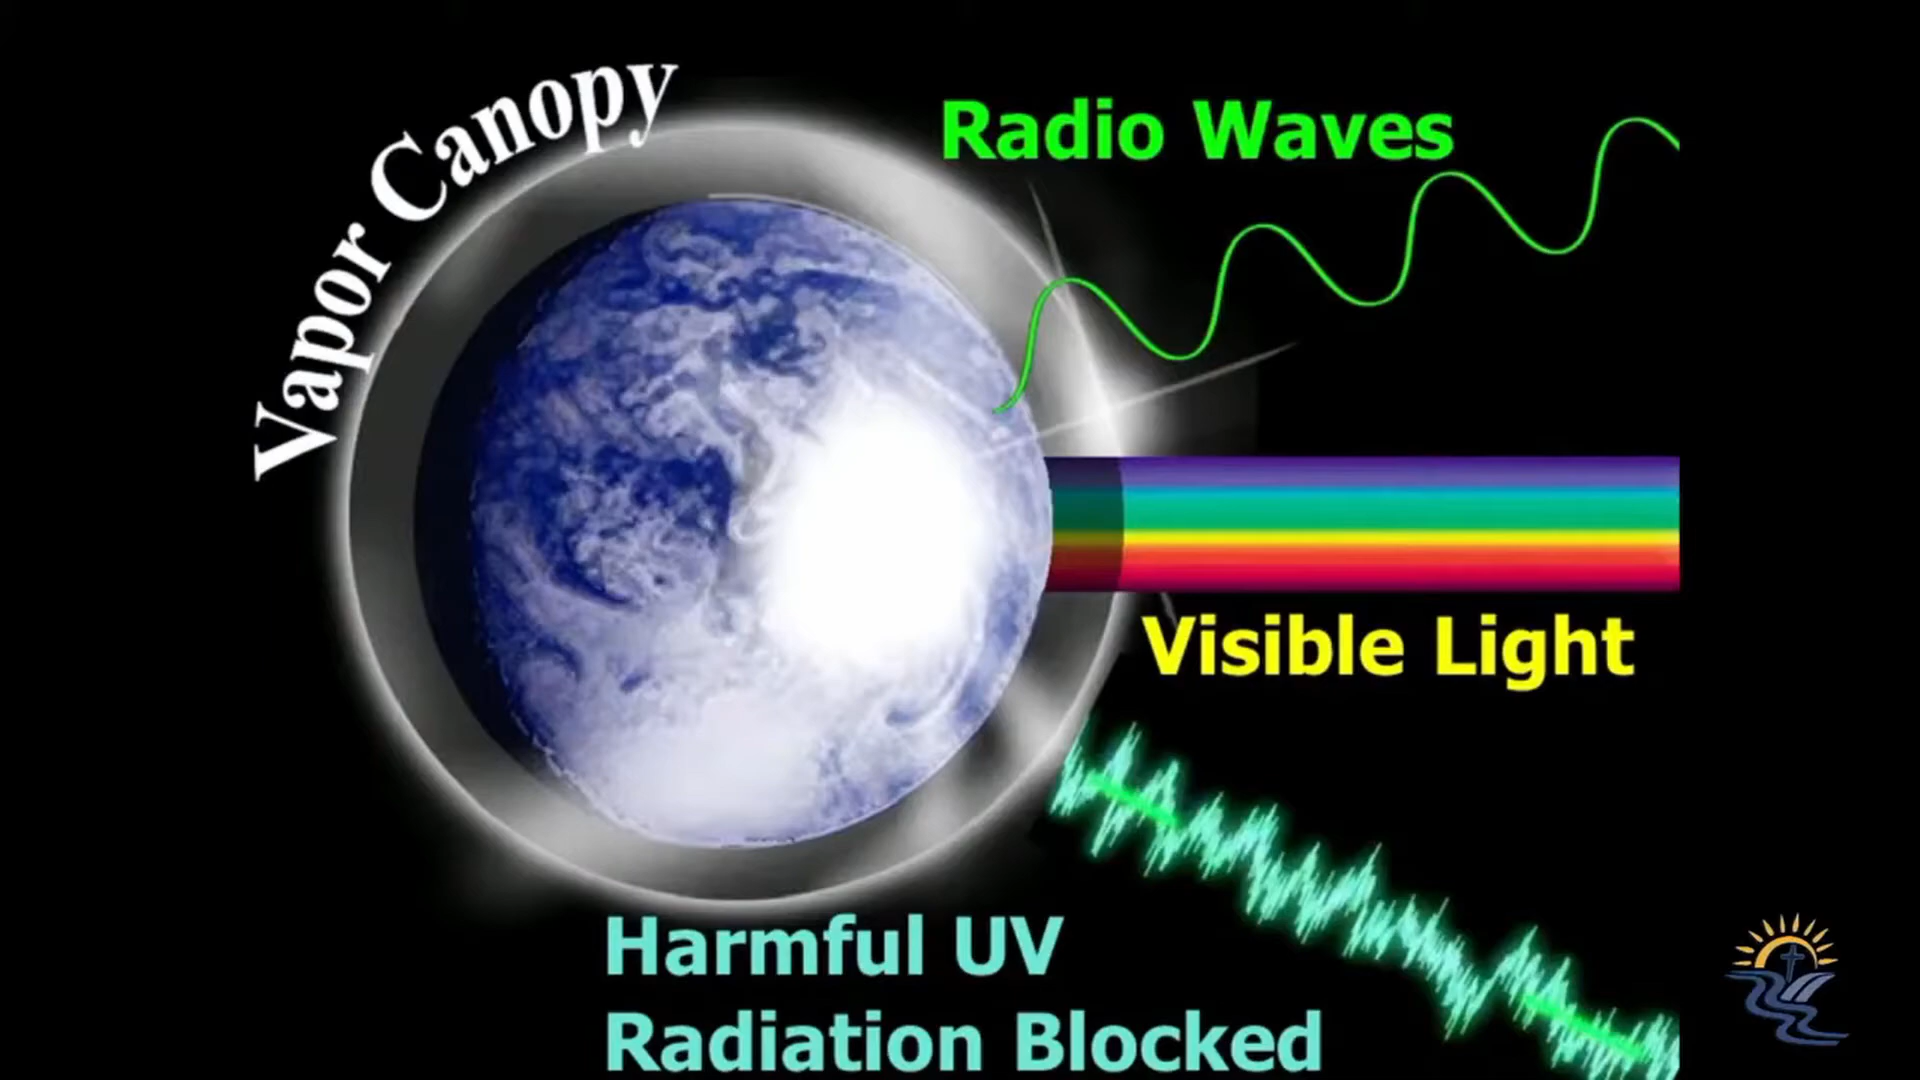 Vapor Canopy
Radio Waves
Visible Light
Harmful UV
Radiation Blocked